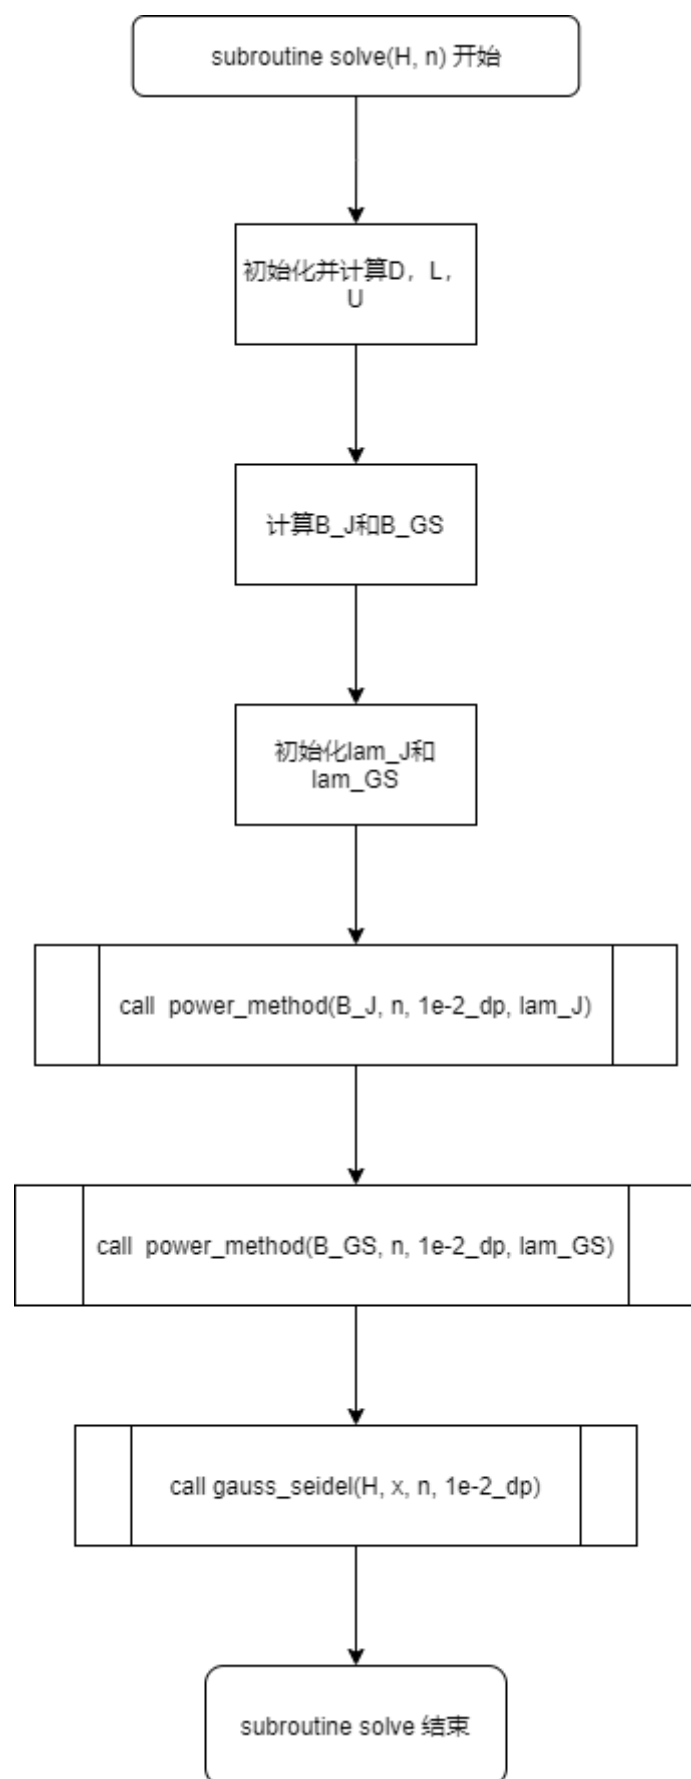 subroutine solve(H, n) 开始
初始化并计算D，L，
U
计算B_J和B_GS
初始化lam_J和
lam_GS
call  power_method(B_J, n, 1e-2_dp, lam_J)
call  power_method(B_GS, n, 1e-2_dp, lam_GS)
call gauss_seidel(H, x, n, 1e-2_dp)
subroutine solve 结束